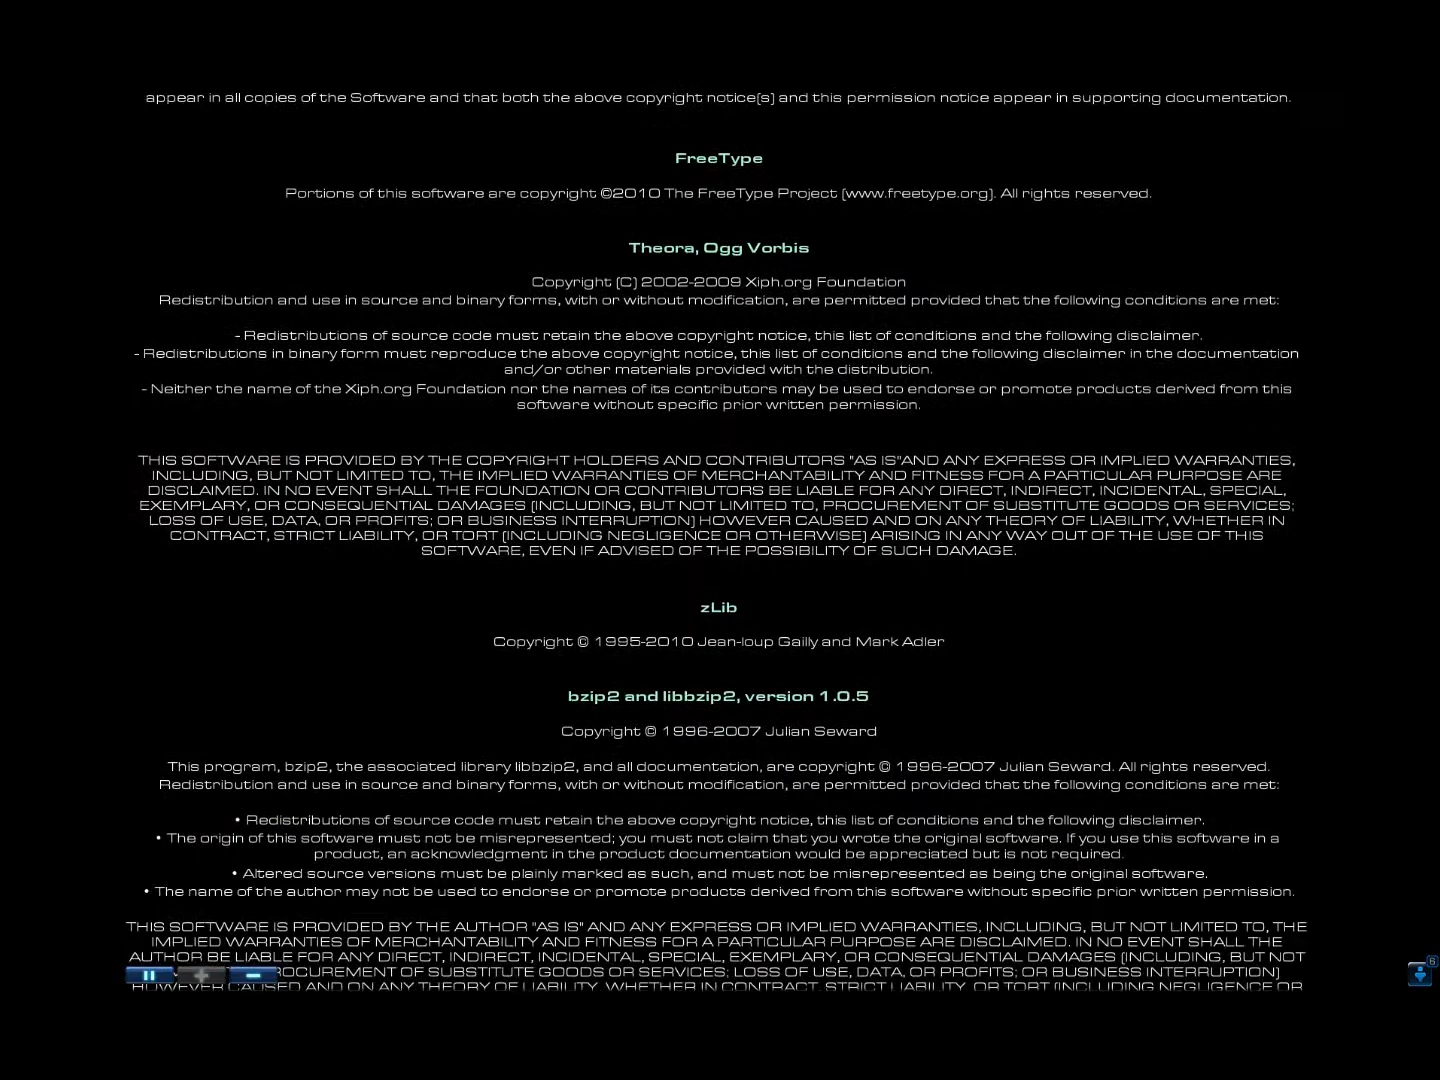 appear in all copies of the Software and that both the above copyright notice(s) and this permission notice appear in supporting documentation.
FreeType
Portions of this software are copyright ©2010 The FreeType Project (www.freetype.org). All rights reserved.
Theora, Ogg Vorbis
Copyright (C) 2002-2009 Xiph.org Foundation
Redistribution and use in source and binary forms, with or without modification, are permitted provided that the following conditions are met:
- Redistributions of source code must retain the above copyright notice, this list of conditions and the following disclaimer.
- Redistributions in binary form must reproduce the above copyright notice, this list of conditions and the following disclaimer in the documentation
and/or other materials provided with the distribution.
- Neither the name of the Xiph.org Foundation nor the names of its contributors may be used to endorse or promote products derived from this
software without specific prior written permission.
THIS SOFTWARE IS PROVIDED BY THE COPYRIGHT HOLDERS AND CONTRIBUTORS "AS IS"AND ANY EXPRESS OR IMPLIED WARRANTIES,
INCLUDING, BUT NOT LIMITED TO, THE IMPLIED WARRANTIES OF MERCHANTABILITY AND FITNESS FOR A PARTICULAR PURPOSE ARE
DISCLAIMED. IN NO EVENT SHALL THE FOUNDATION OR CONTRIBUTORS BE LIABLE FOR ANY DIRECT, INDIRECT, INCIDENTAL, SPECIAL,
EXEMPLARY, OR CONSEQUENTIAL DAMAGES (INCLUDING, BUT NOT LIMITED TO, PROCUREMENT OF SUBSTITUTE GOODS OR SERVICES;
LOSS OF USE, DATA, OR PROFITS; OR BUSINESS INTERRUPTION) HOWEVER CAUSED AND ON ANY THEORY OF LIABILITY, WHETHER IN
CONTRACT, STRICT LIABILITY, OR TORT (INCLUDING NEGLIGENCE OR OTHERWISE) ARISING IN ANY WAY OUT OF THE USE OF THIS
SOFTWARE, EVEN IF ADVISED OF THE POSSIBILITY OF SUCH DAMAGE.
zLib
Copyright © 1995-2010 Jean-loup Gailly and Mark Adler
bzip2 and libbzip2, version 1.0.5
Copyright © 1996-2007 Julian Seward
This program, bzip2, the associated library libbzip2, and all documentation, are copyright © 1996-2007 Julian Seward. All rights reserved.
Redistribution and use in source and binary forms, with or without modification, are permitted provided that the following conditions are met:
• Redistributions of source code must retain the above copyright notice, this list of conditions and the following disclaimer.
• The origin of this software must not be misrepresented; you must not claim that you wrote the original software. If you use this software in a
product, an acknowledgment in the product documentation would be appreciated but is not required.
• Altered source versions must be plainly marked as such, and must not be misrepresented as being the original software.
• The name of the author may not be used to endorse or promote products derived from this software without specific prior written permission.
THIS SOFTWARE IS PROVIDED BY THE AUTHOR "AS IS" AND ANY EXPRESS OR IMPLIED WARRANTIES, INCLUDING, BUT NOT LIMITED TO, THE
IMPLIED WARRANTIES OF MERCHANTABILITY AND FITNESS FOR A PARTICULAR PURPOSE ARE DISCLAIMED. IN NO EVENT SHALL THE
AUTHOR BE LIABLE FOR ANY DIRECT, INDIRECT, INCIDENTAL, SPECIAL, EXEMPLARY, OR CONSEQUENTIAL DAMAGES (INCLUDING, BUT NOT
ROCUREMENT OF SUBSTITUTE GOODS OR SERVICES; LOSS OF USE, DATA, OR PROFITS; OR BUSINESS INTERRUPTION)
HOWEVER CAUSED AND ON ANY THEORY OF LIABILITY, WHETHER IN CONTRACT, STRICT LIABILITY, OR TORT (INCLUDING NEGLIGENCE OR
6